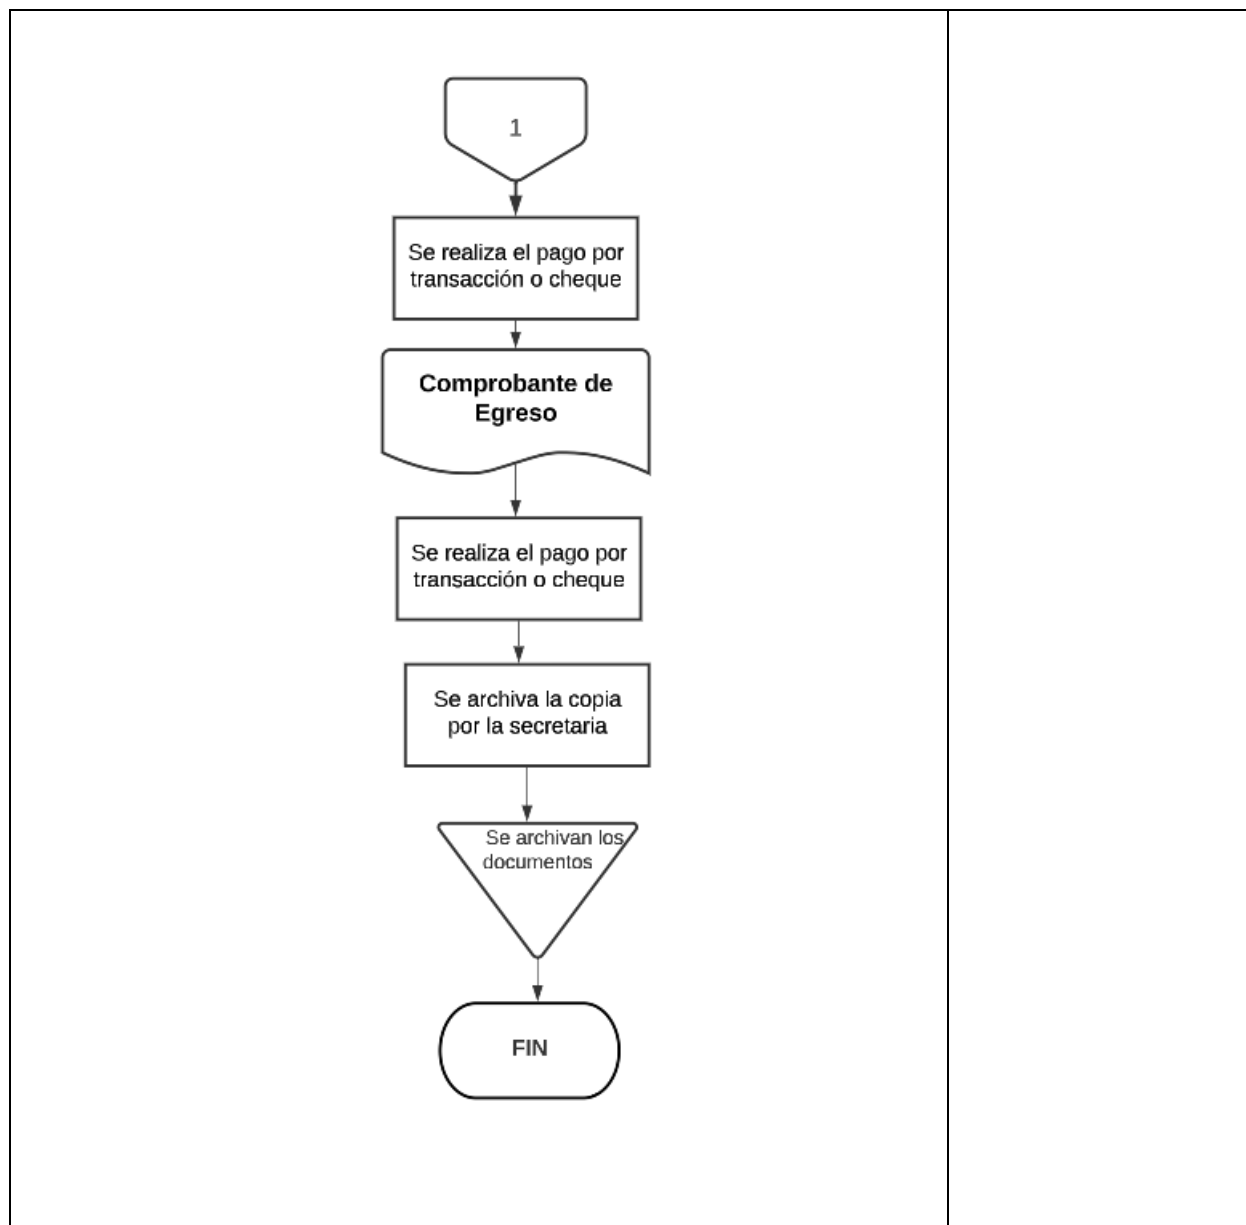 1
Se realiza el pago por
transacción o cheque
Comprobante de
Egreso
Se realiza el pago por
transacción o cheque
Se archiva la copia
por la secretaria
Se archivan los
documentos
FIN